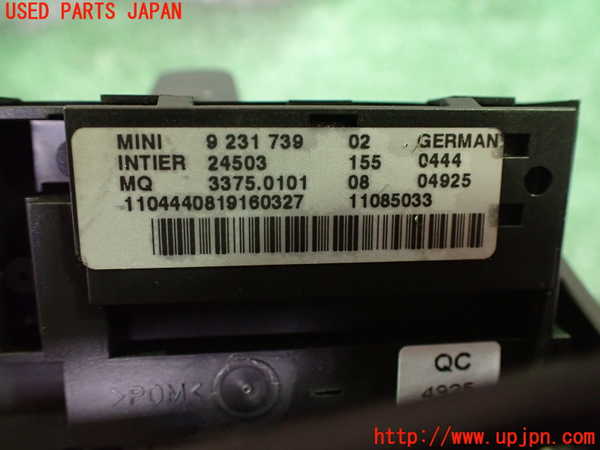 USED PARTS JAPAN
MINI 9 231 739 02 GERMAN
INTIER 24503 155 0444
MQ 3375.0101 08 04925
1104440819160327 11085033
QC
4925
>POM<
http://www.upjpn.com/